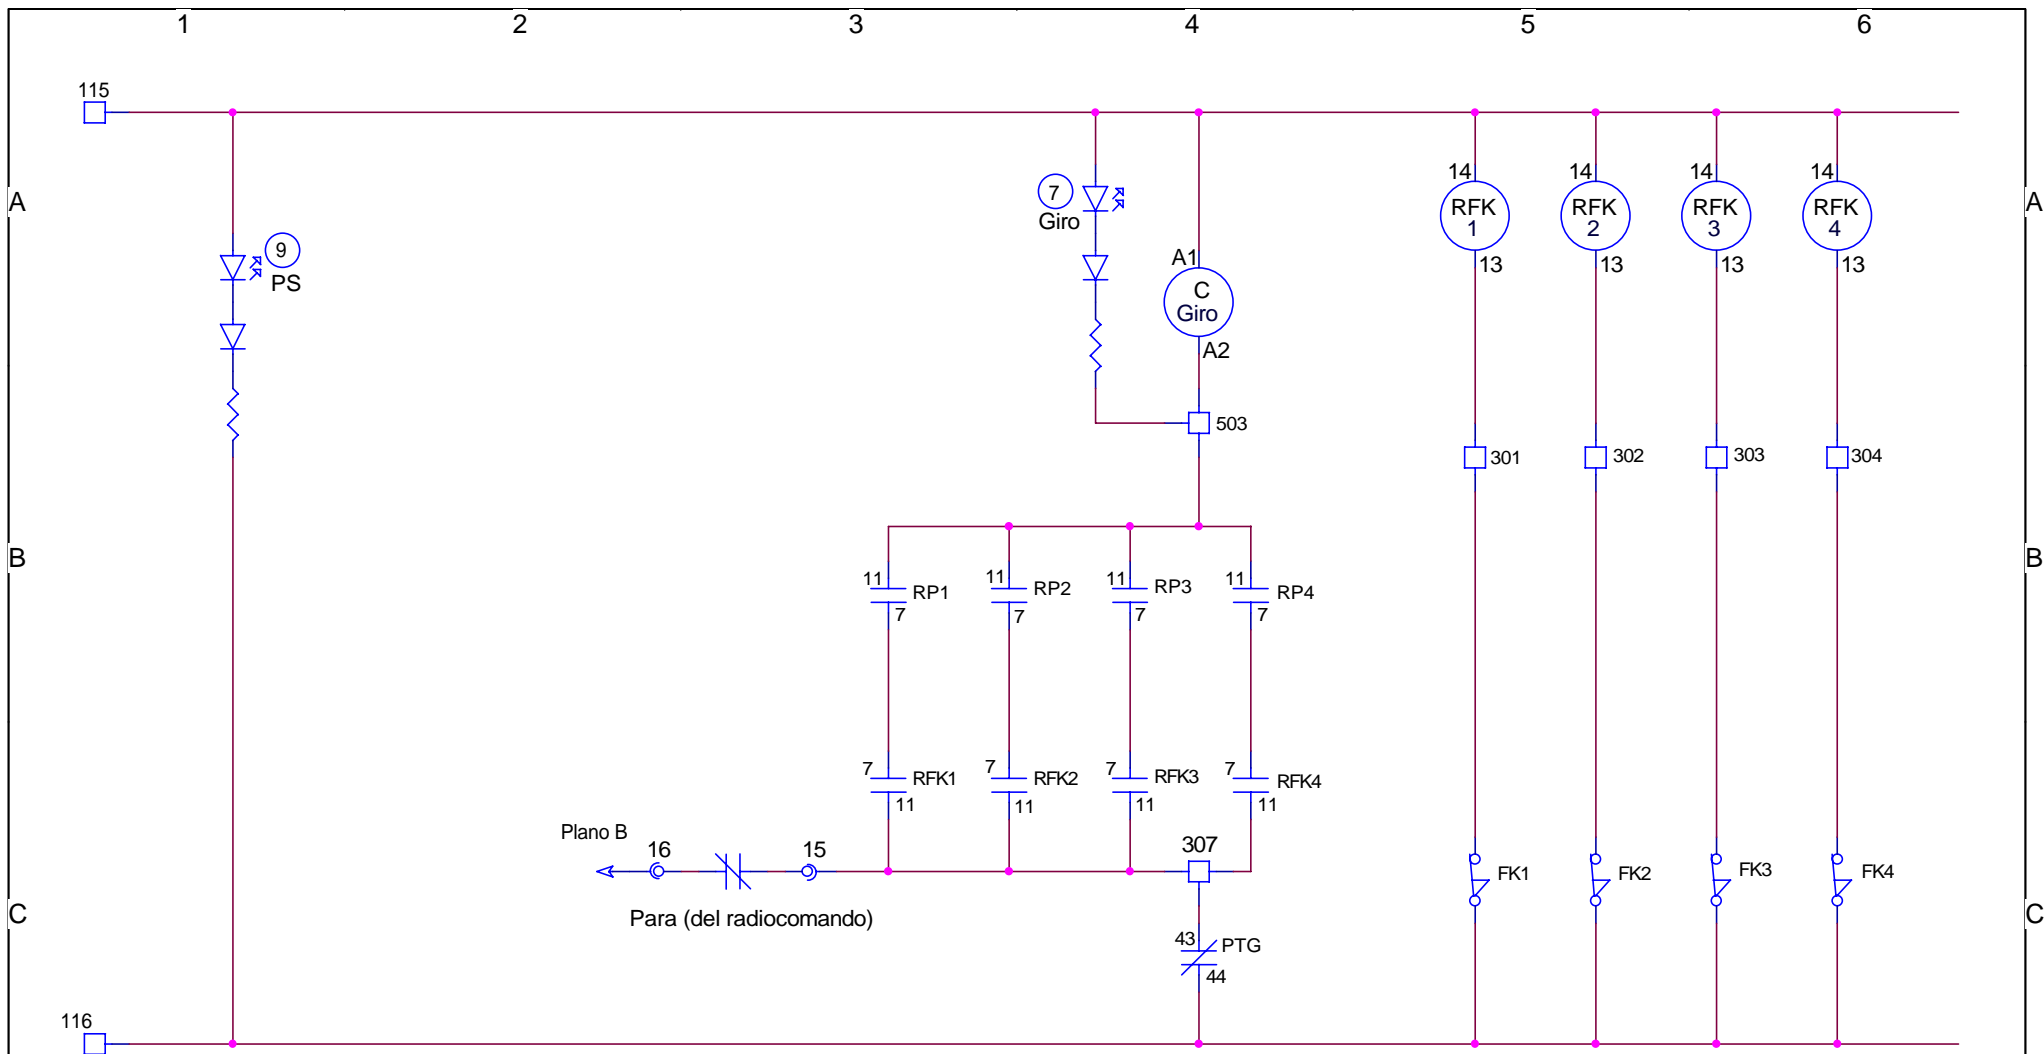 1 2 3 4 5 6
115
A A
14 14 14 14
RFK 1
RFK 2
RFK 3
RFK 4
13 13 13 13
7
Giro
9
PS
A1
C
Giro
A2
503
301 302 303 304
B B
11 RP1 7
11 RP2 7
11 RP3 7
11 RP4 7
7 RFK1 11
7 RFK2 11
7 RFK3 11
7 RFK4 11
Plano B
16 15
307
FK1 FK2 FK3 FK4
C C
Para (del radiocomando)
43 PTG
44
116